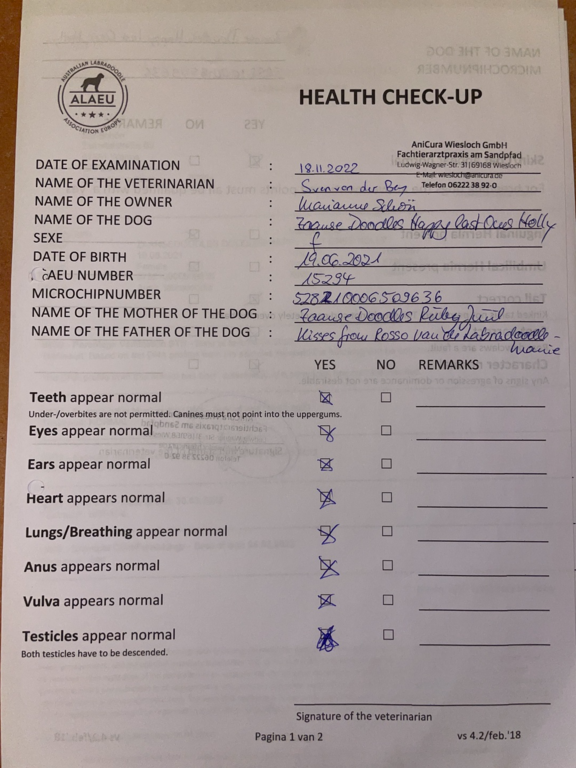 AUSTRALIAN LABRADOODLE
ALAEU
ASSOCIATION EUROPE
HEALTH CHECK-UP
AniCura Wiesloch GmbH
Fachtierarztpraxis am Sandpfad
Ludwig-Wagner-Str. 31|69168 Wiesloch
E-Mail: wiesloch@anicura.de
Telefon 06222 38 92-0
DATE OF EXAMINATION : 18.11.2022
NAME OF THE VETERINARIAN : Sven von der
NAME OF THE OWNER : Marianne Schön
NAME OF THE DOG : Zaanse Doodles Happy last Ones Holly
SEXE : f
DATE OF BIRTH : 19.06.2021
AEU NUMBER : 15294
MICROCHIPNUMBER : 528210006509636
NAME OF THE MOTHER OF THE DOG : Zaanse Doodles Ruby
NAME OF THE FATHER OF THE DOG : Kisses from Rosso van de Labradoodle-
Manie
YES NO REMARKS
Teeth appear normal
Under-/overbites are not permitted. Canines must not point into the uppergums.
Eyes appear normal
Ears appear normal
Heart appears normal
Lungs/Breathing appear normal
Anus appears normal
Vulva appears normal
Testicles appear normal
Both testicles have to be descended.
Signature of the veterinarian
Pagina 1 van 2 vs 4.2/feb.'18